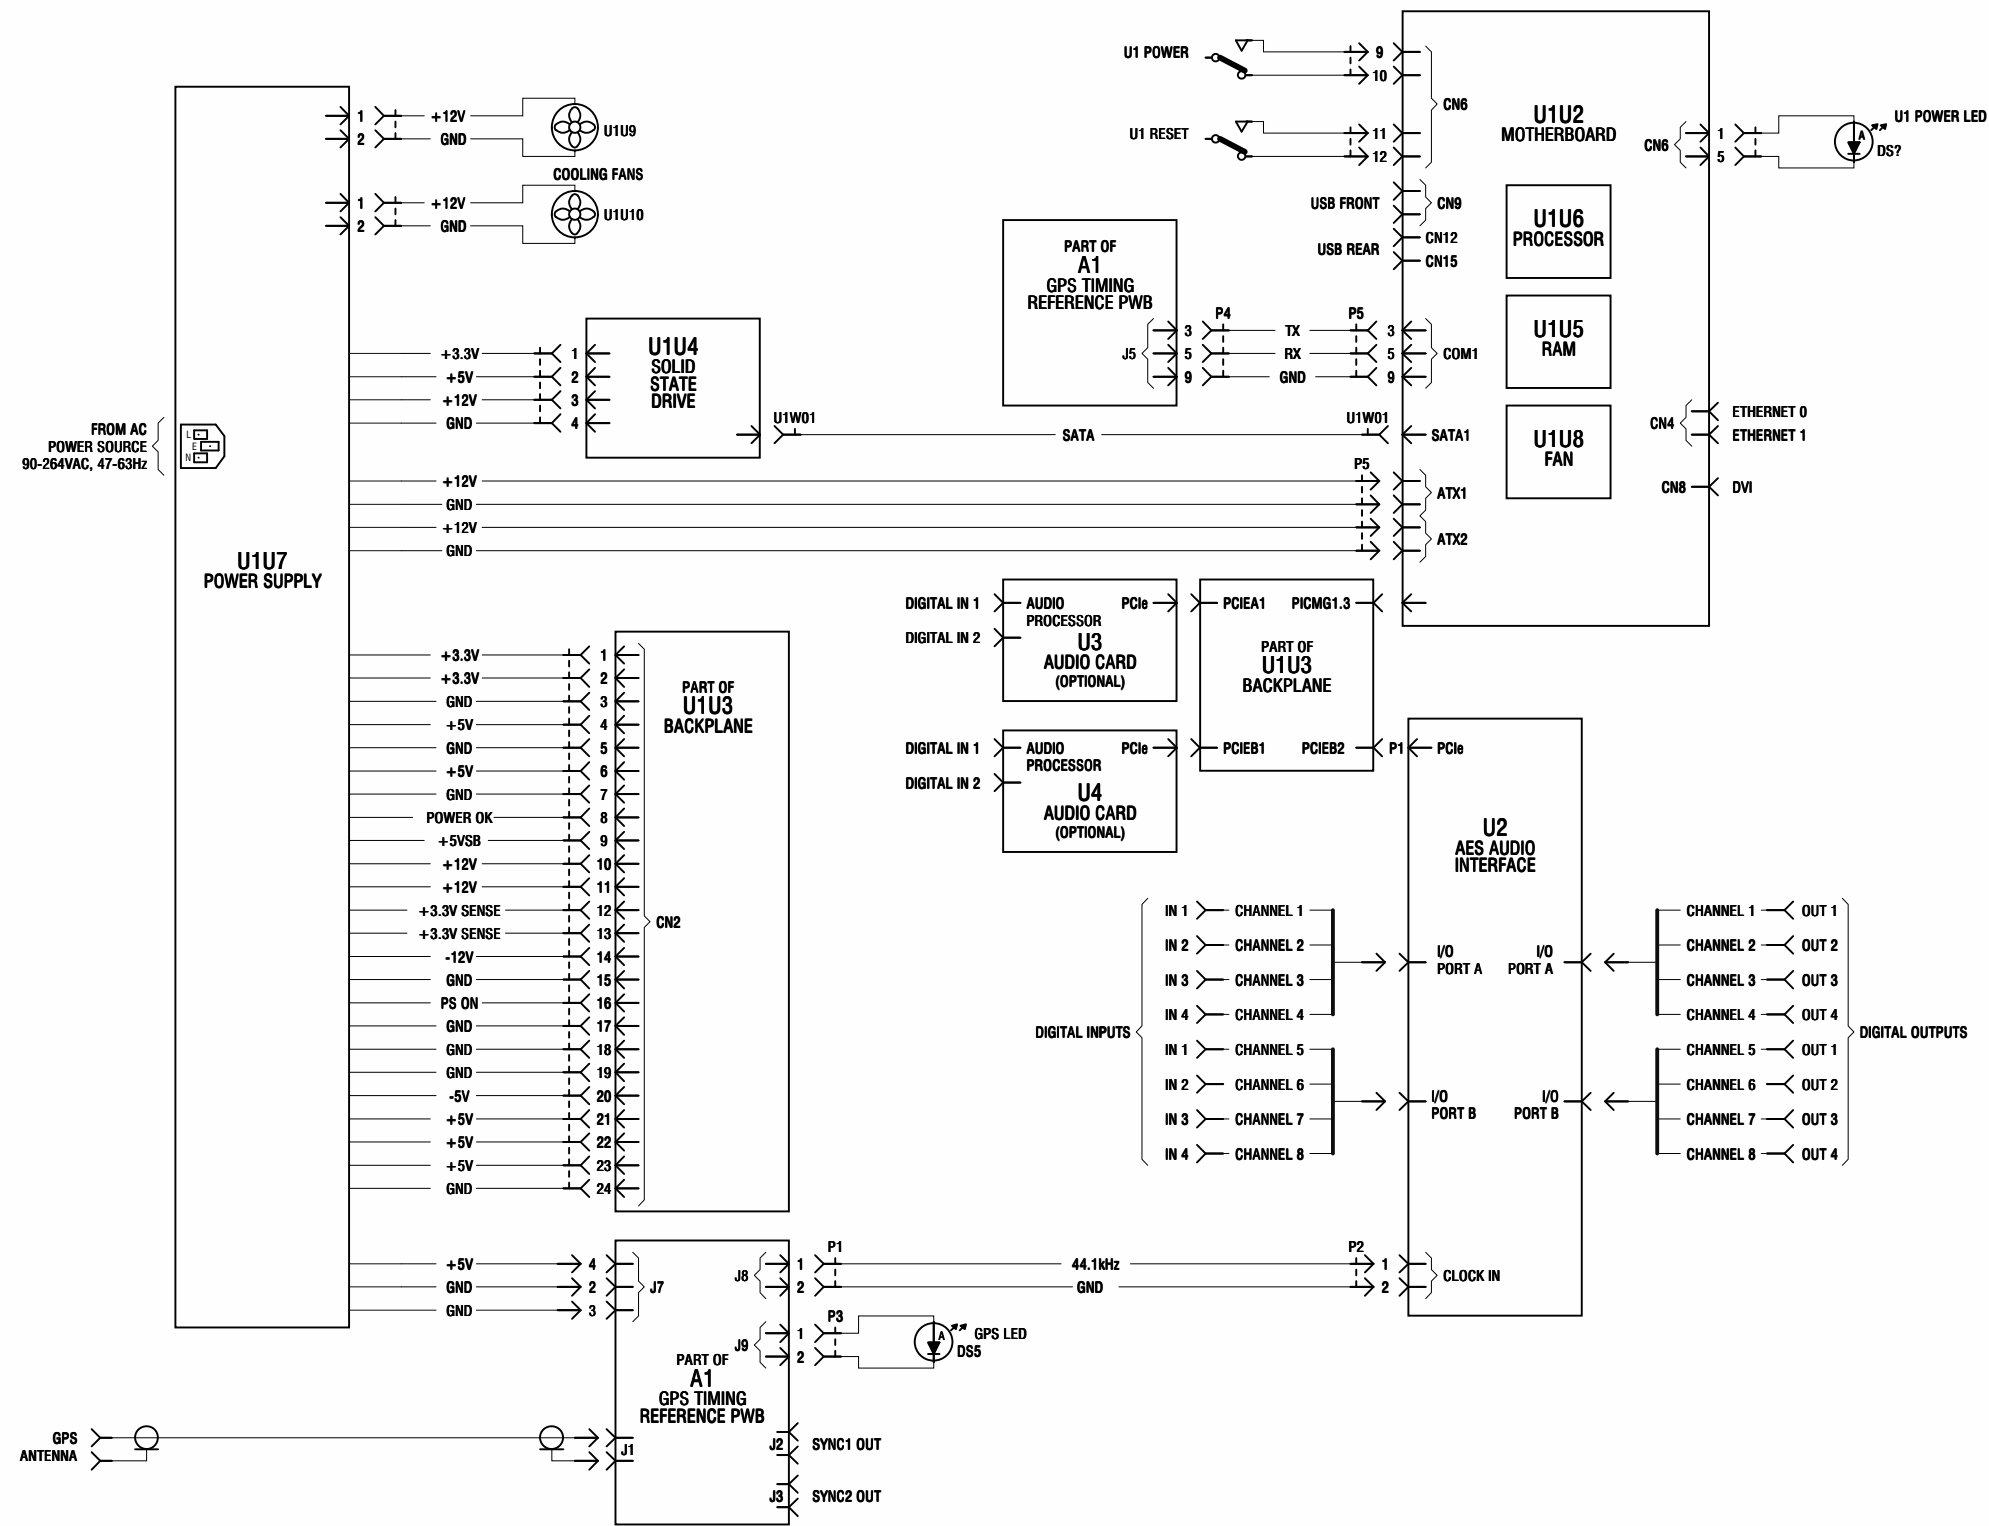 1 +12V
2 GND
U1U9
COOLING FANS
1 +12V
2 GND
U1U10
+3.3V 1
+5V 2
+12V 3
GND 4
U1U4
SOLID
STATE
DRIVE
U1W01
SATA
U1W01
SATA1
FROM AC
POWER SOURCE
90-264VAC, 47-63Hz
L
E
N
+12V
GND
+12V
GND
P5
ATX1
ATX2
U1U7
POWER SUPPLY
U1 POWER
9
10
U1 RESET
11
12
CN6
USB FRONT
CN9
USB REAR
CN12
CN15
U1U2
MOTHERBOARD
CN6
1
5
A
U1 POWER LED
DS?
U1U6
PROCESSOR
U1U5
RAM
U1U8
FAN
CN4
ETHERNET 0
ETHERNET 1
CN8 DVI
PART OF
A1
GPS TIMING
REFERENCE PWB
J5
P4 P5
3 TX 3
5 RX 5
9 GND 9
COM1
+3.3V 1
+3.3V 2
GND 3
+5V 4
GND 5
+5V 6
GND 7
POWER OK 8
+5VSB 9
+12V 10
+12V 11
+3.3V SENSE 12
+3.3V SENSE 13
-12V 14
GND 15
PS ON 16
GND 17
GND 18
GND 19
-5V 20
+5V 21
+5V 22
+5V 23
GND 24
CN2
PART OF
U1U3
BACKPLANE
DIGITAL IN 1
DIGITAL IN 2
AUDIO
PROCESSOR
PCIe
U3
AUDIO CARD
(OPTIONAL)
PCIEA1 PICMG1.3
PART OF
U1U3
BACKPLANE
PCIEB1 PCIEB2
DIGITAL IN 1
DIGITAL IN 2
AUDIO
PROCESSOR
PCIe
U4
AUDIO CARD
(OPTIONAL)
P1
PCIe
U2
AES AUDIO
INTERFACE
DIGITAL INPUTS
IN 1 CHANNEL 1
IN 2 CHANNEL 2
IN 3 CHANNEL 3
IN 4 CHANNEL 4
IN 1 CHANNEL 5
IN 2 CHANNEL 6
IN 3 CHANNEL 7
IN 4 CHANNEL 8
I/O
PORT A
I/O
PORT A
I/O
PORT B
I/O
PORT B
CHANNEL 1 OUT 1
CHANNEL 2 OUT 2
CHANNEL 3 OUT 3
CHANNEL 4 OUT 4
CHANNEL 5 OUT 1
CHANNEL 6 OUT 2
CHANNEL 7 OUT 3
CHANNEL 8 OUT 4
DIGITAL OUTPUTS
+5V 4
GND 2
GND 3
J7
J8
1
2
P1
44.1kHz
GND
P2
1
2
CLOCK IN
J9
1
2
P3
A
GPS LED
DS5
PART OF
A1
GPS TIMING
REFERENCE PWB
GPS
ANTENNA
J1
J2 SYNC1 OUT
J3 SYNC2 OUT